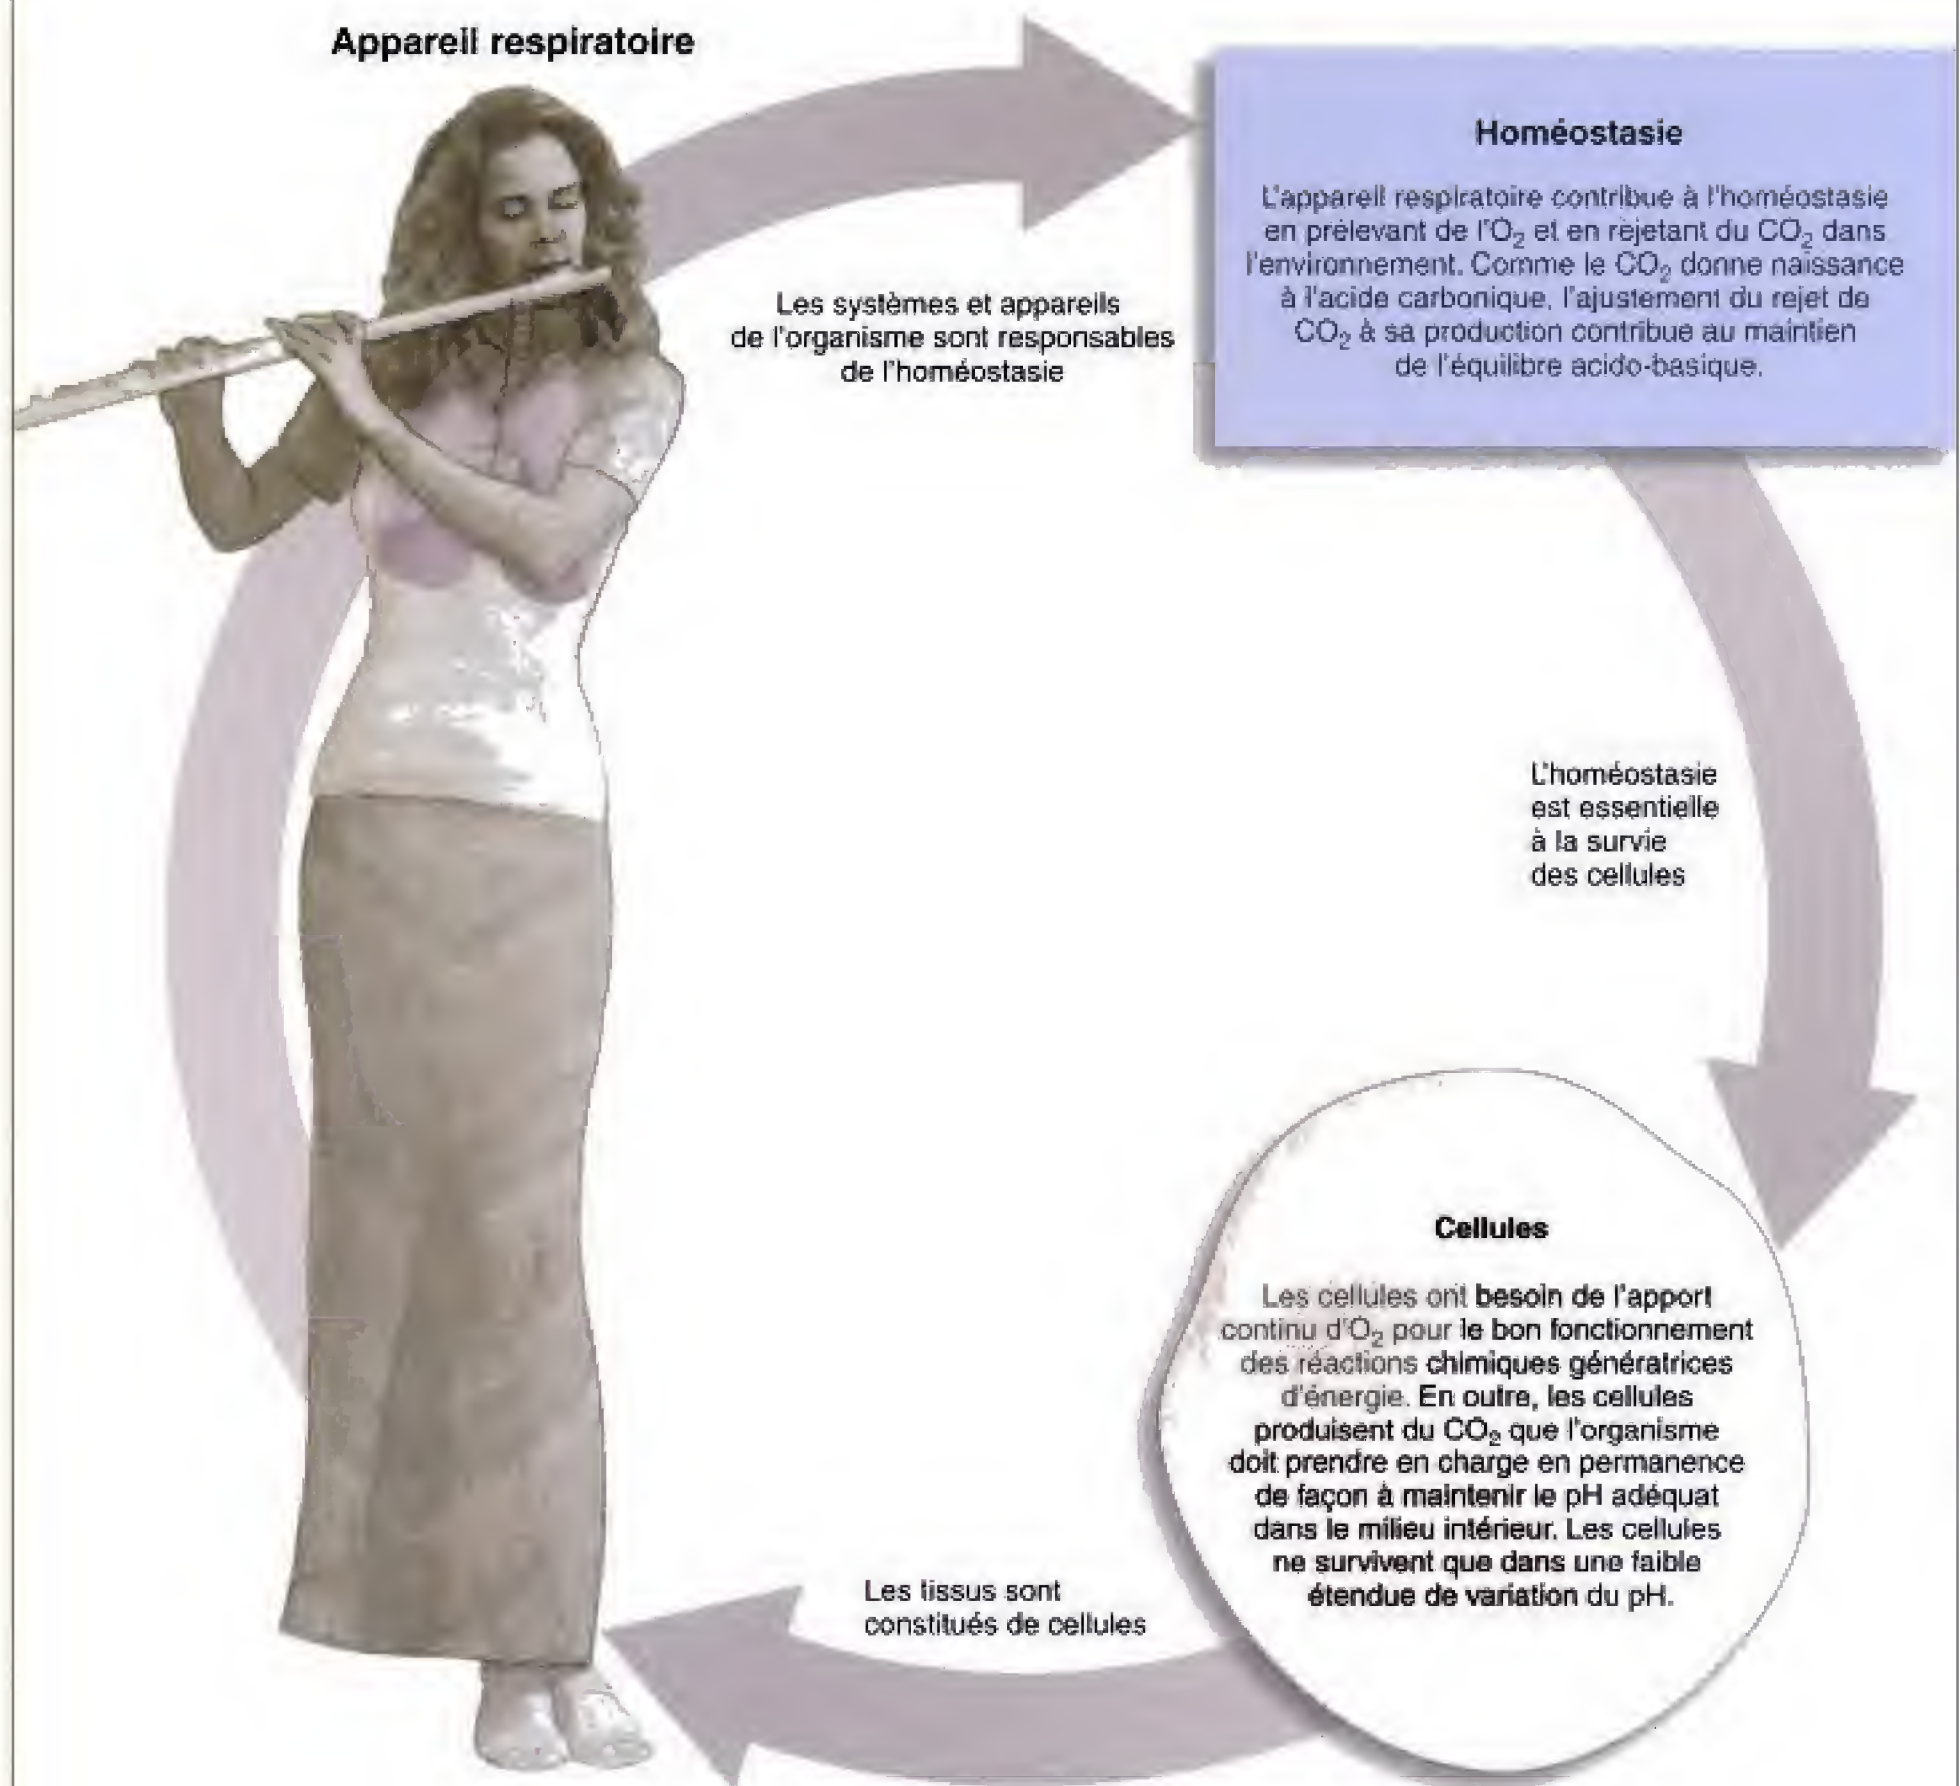 Appareil respiratoire
Homéostasie
L'appareil respiratoire contribue à l'homéostasie
en prélevant de l'O₂ et en rejetant du CO₂ dans
l'environnement. Comme le CO₂ donne naissance
à l'acide carbonique, l'ajustement du rejet de
CO₂ à sa production contribue au maintien
de l'équilibre acido-basique.
Les systèmes et appareils
de l'organisme sont responsables
de l'homéostasie
L'homéostasie
est essentielle
à la survie
des cellules
Cellules
Les cellules ont besoin de l'apport
continu d'O₂ pour le bon fonctionnement
des réactions chimiques génératrices
d'énergie. En outre, les cellules
produisent du CO₂ que l'organisme
doit prendre en charge en permanence
de façon à maintenir le pH adéquat
dans le milieu intérieur. Les cellules
ne survivent que dans une faible
étendue de variation du pH.
Les tissus sont
constitués de cellules